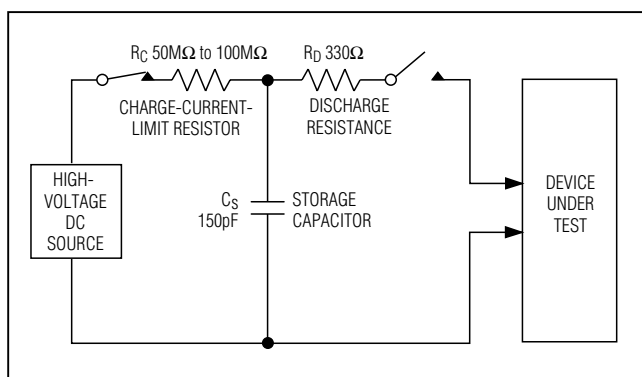 R_C 50MΩ to 100MΩ
CHARGE-CURRENT-
LIMIT RESISTOR
R_D 330Ω
DISCHARGE
RESISTANCE
HIGH-
VOLTAGE
DC
SOURCE
C_S
150pF
STORAGE
CAPACITOR
DEVICE
UNDER
TEST